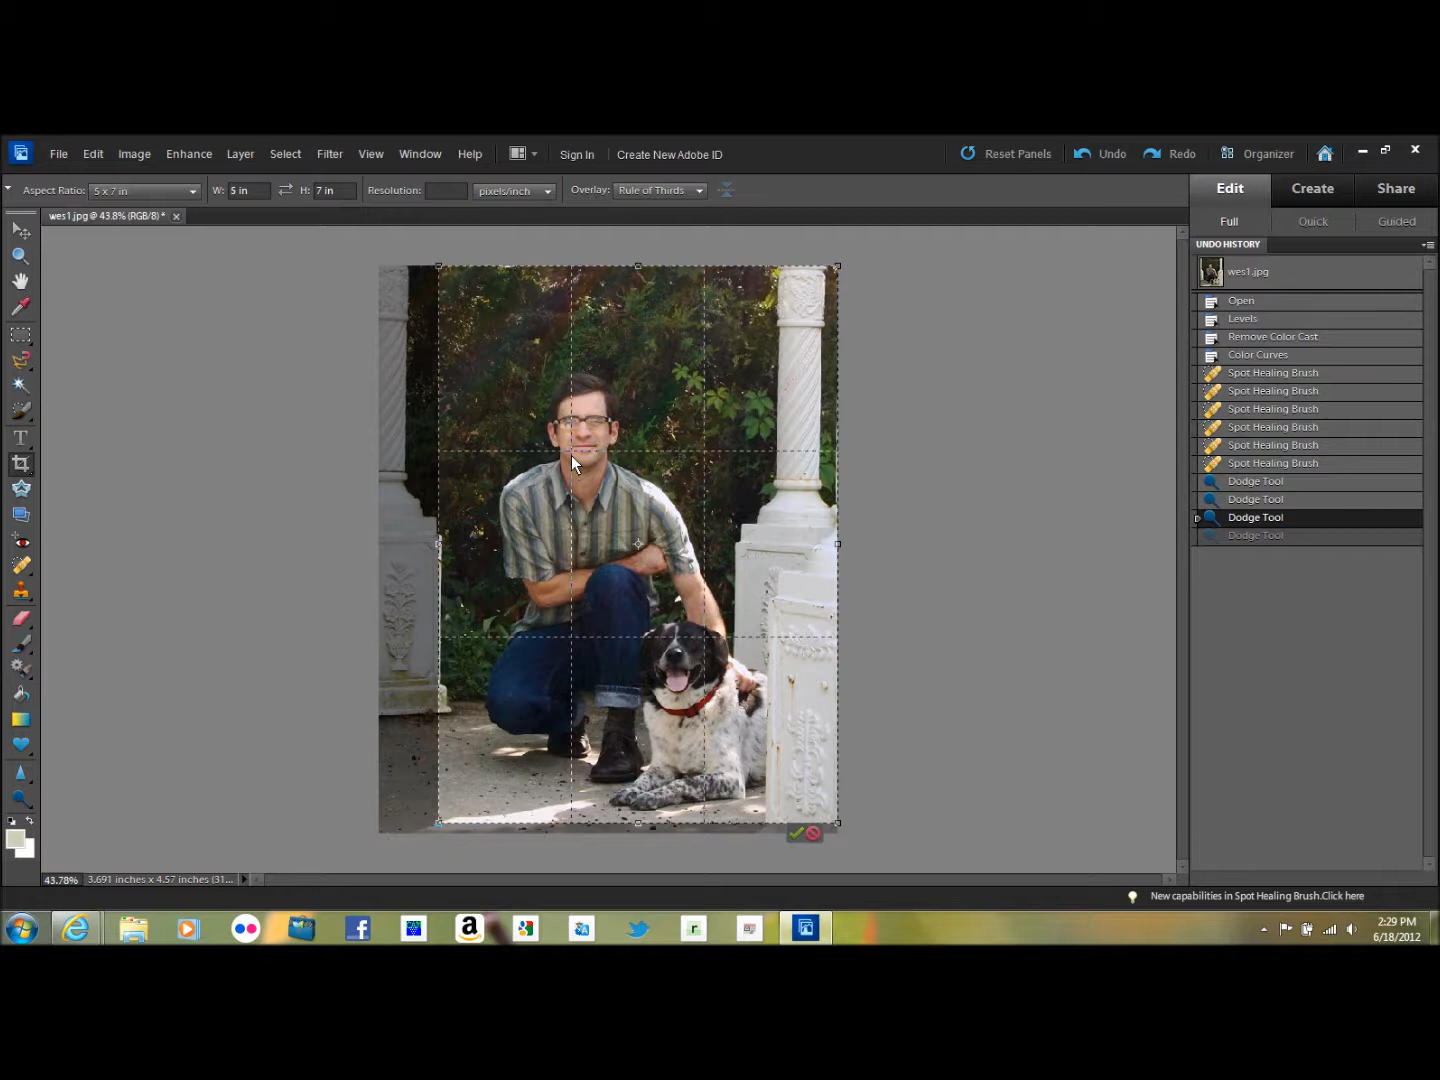 File Edit Image Enhance Layer Select Filter View Window Help Sign In Create New Adobe ID Reset Panels Undo Redo Organizer
Aspect Ratio: 5 x 7 in W: 5 in H: 7 in Resolution: pixels/inch Overlay: Rule of Thirds
Edit Create Share
wes1.jpg @ 43.8% (RGB/8) *
Full Quick Guided
UNDO HISTORY
wes1.jpg
Open
Levels
Remove Color Cast
Color Curves
Spot Healing Brush
Spot Healing Brush
Spot Healing Brush
Spot Healing Brush
Spot Healing Brush
Spot Healing Brush
Dodge Tool
Dodge Tool
Dodge Tool
Dodge Tool
43.78% 3.691 inches x 4.57 inches (31...
New capabilities in Spot Healing Brush.Click here
2:29 PM
6/18/2012